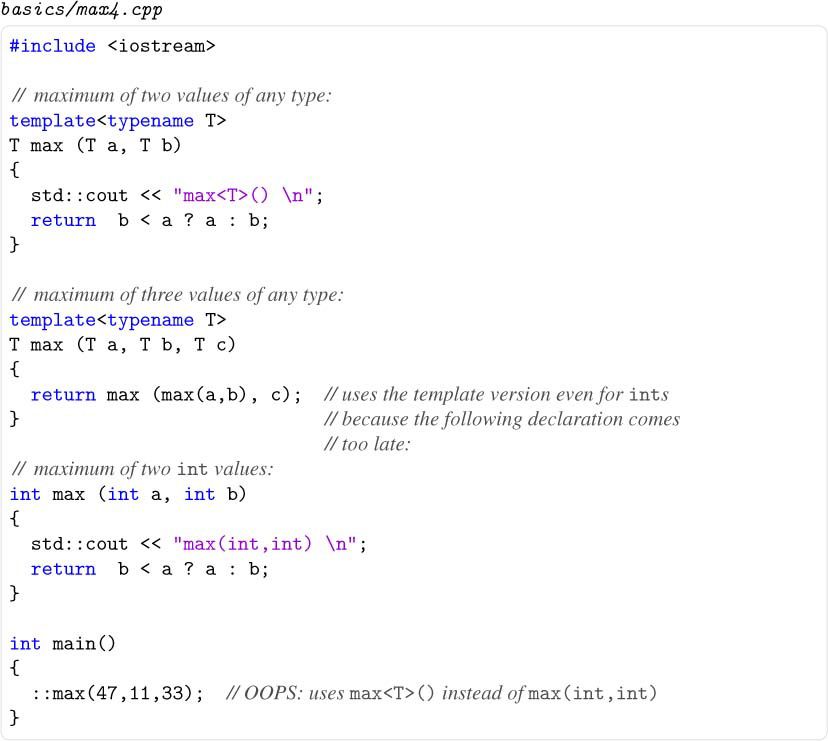 basics/max4.cpp
#include <iostream>
// maximum of two values of any type:
template<typename T>
T max (T a, T b)
{
  std::cout << "max<T>() \n";
  return  b < a ? a : b;
}
// maximum of three values of any type:
template<typename T>
T max (T a, T b, T c)
{
  return max (max(a,b), c);  // uses the template version even for ints
}                            // because the following declaration comes
                             // too late:
// maximum of two int values:
int max (int a, int b)
{
  std::cout << "max(int,int) \n";
  return  b < a ? a : b;
}
int main()
{
  ::max(47,11,33);  // OOPS: uses max<T>() instead of max(int,int)
}